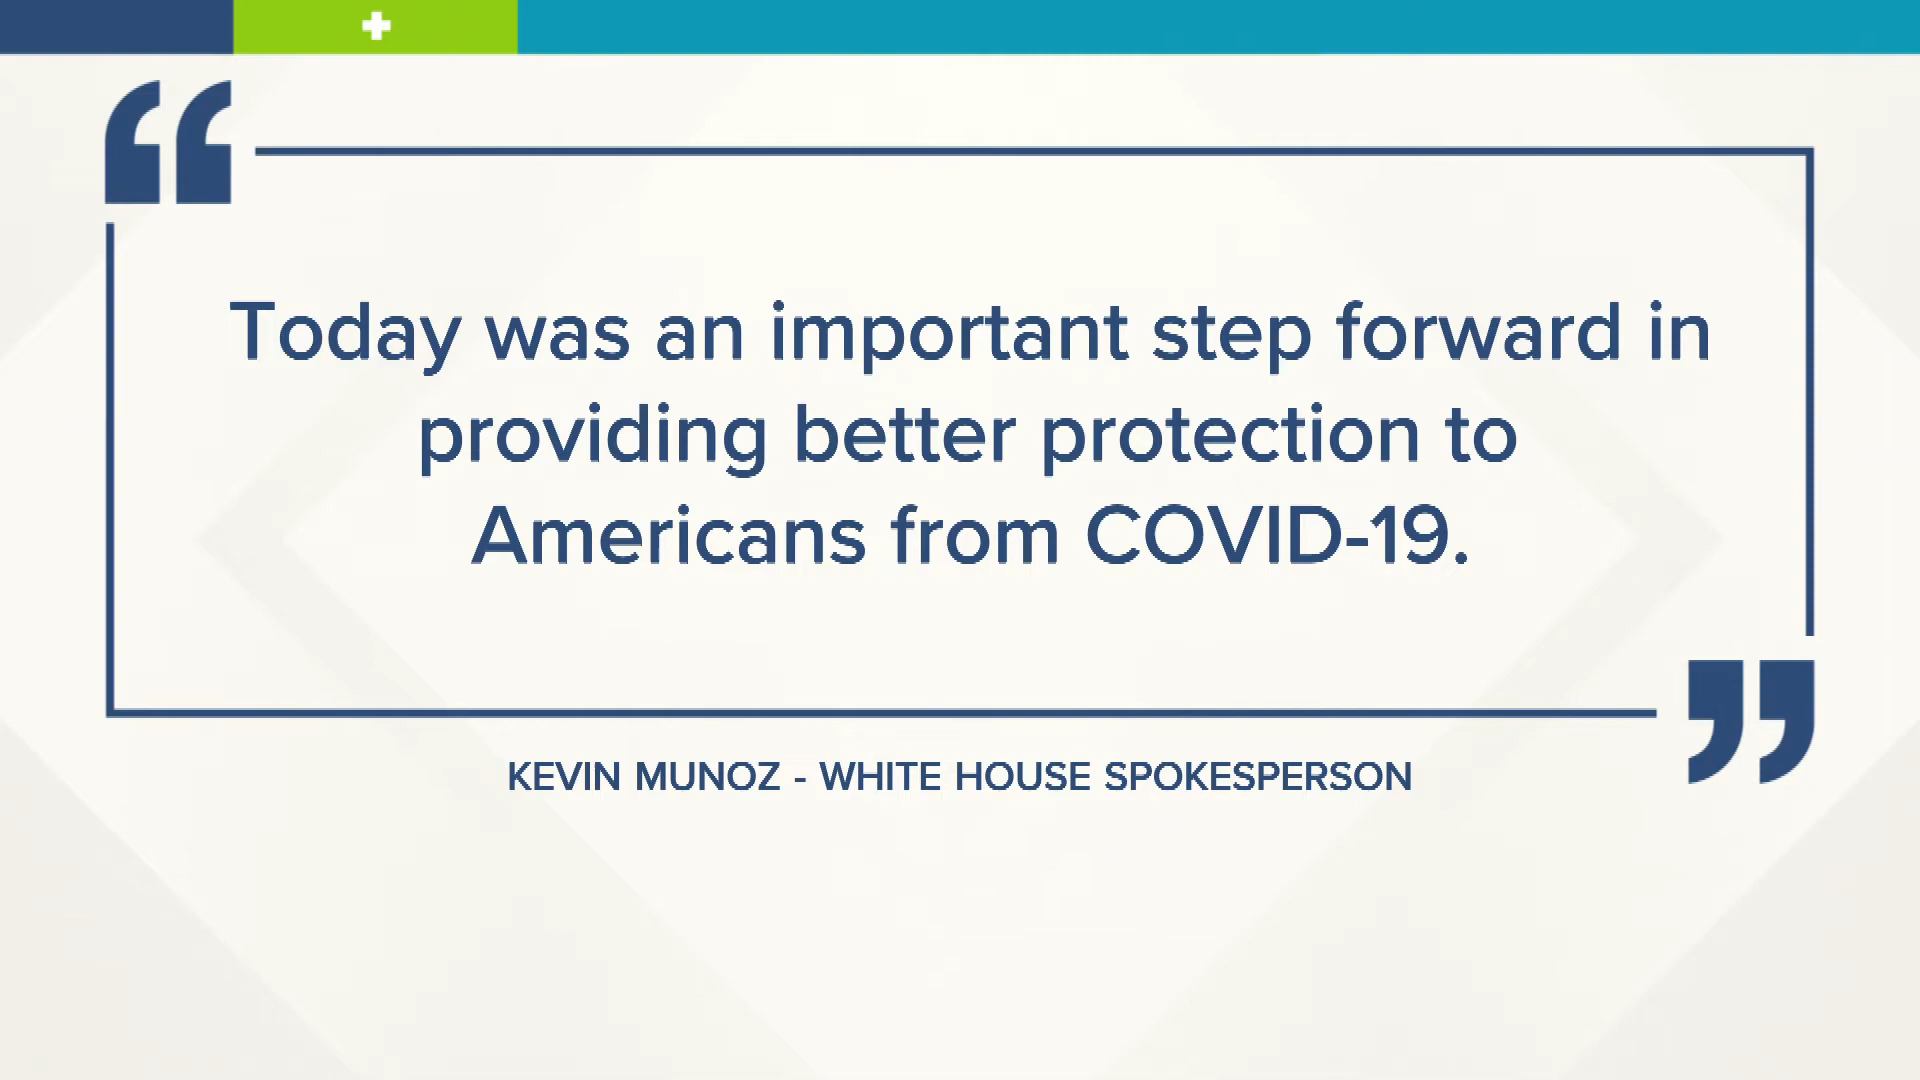 “
Today was an important step forward in
providing better protection to
Americans from COVID-19.
”
KEVIN MUNOZ - WHITE HOUSE SPOKESPERSON